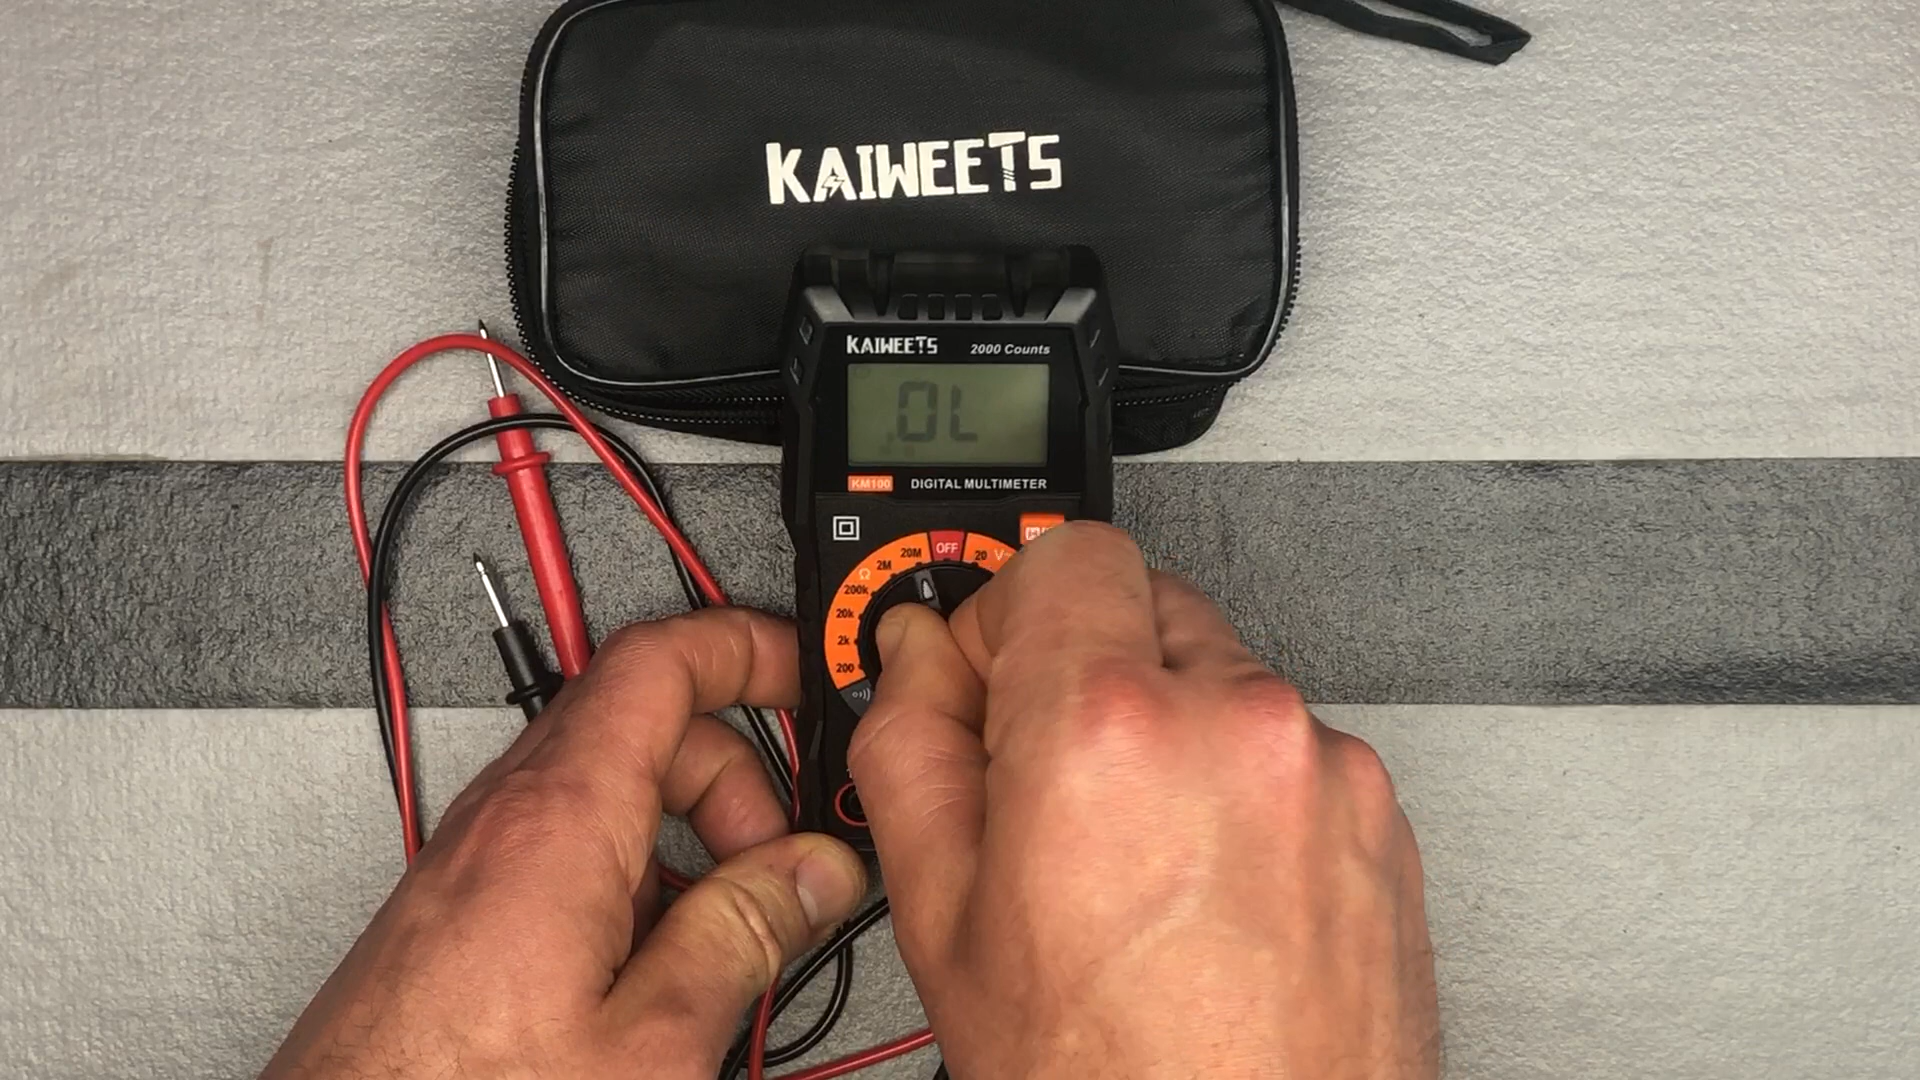 KAIWEETS
KAIWEETS 2000 Counts
.0L
KM100 DIGITAL MULTIMETER
OFF
20M 20 V~
2M
Ω
200k
20k
2k
200